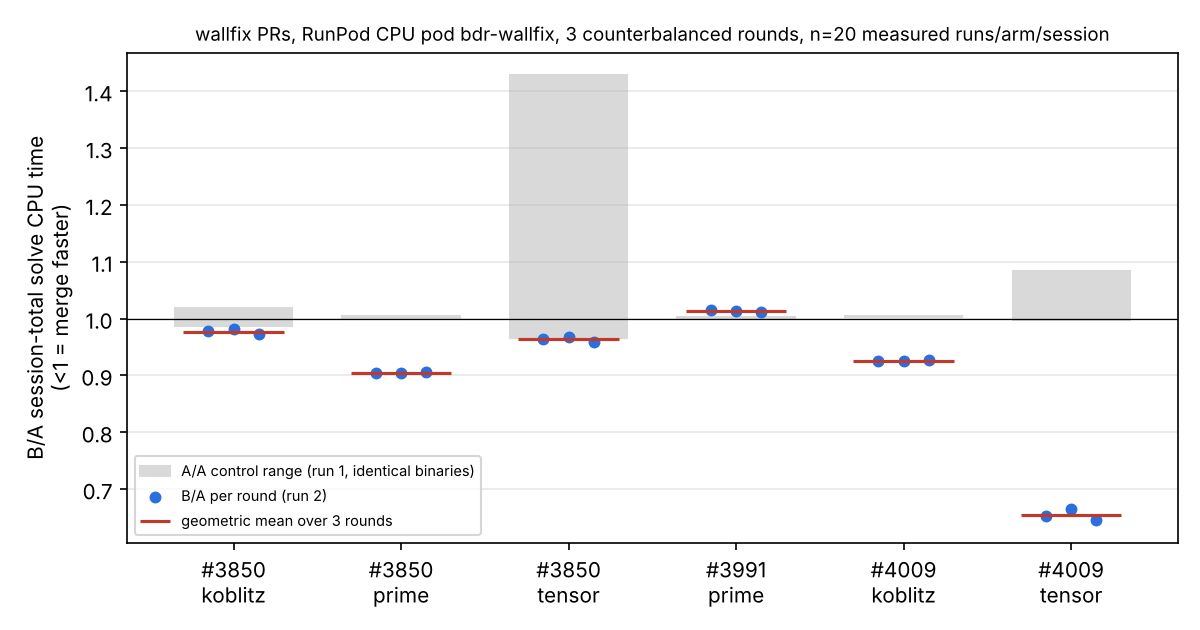 wallfix PRs, RunPod CPU pod bdr-wallfix, 3 counterbalanced rounds, n=20 measured runs/arm/session
B/A session-total solve CPU time
(<1 = merge faster)
1.4
1.3
1.2
1.1
1.0
0.9
0.8
0.7
A/A control range (run 1, identical binaries)
B/A per round (run 2)
geometric mean over 3 rounds
#3850
koblitz
#3850
prime
#3850
tensor
#3991
prime
#4009
koblitz
#4009
tensor